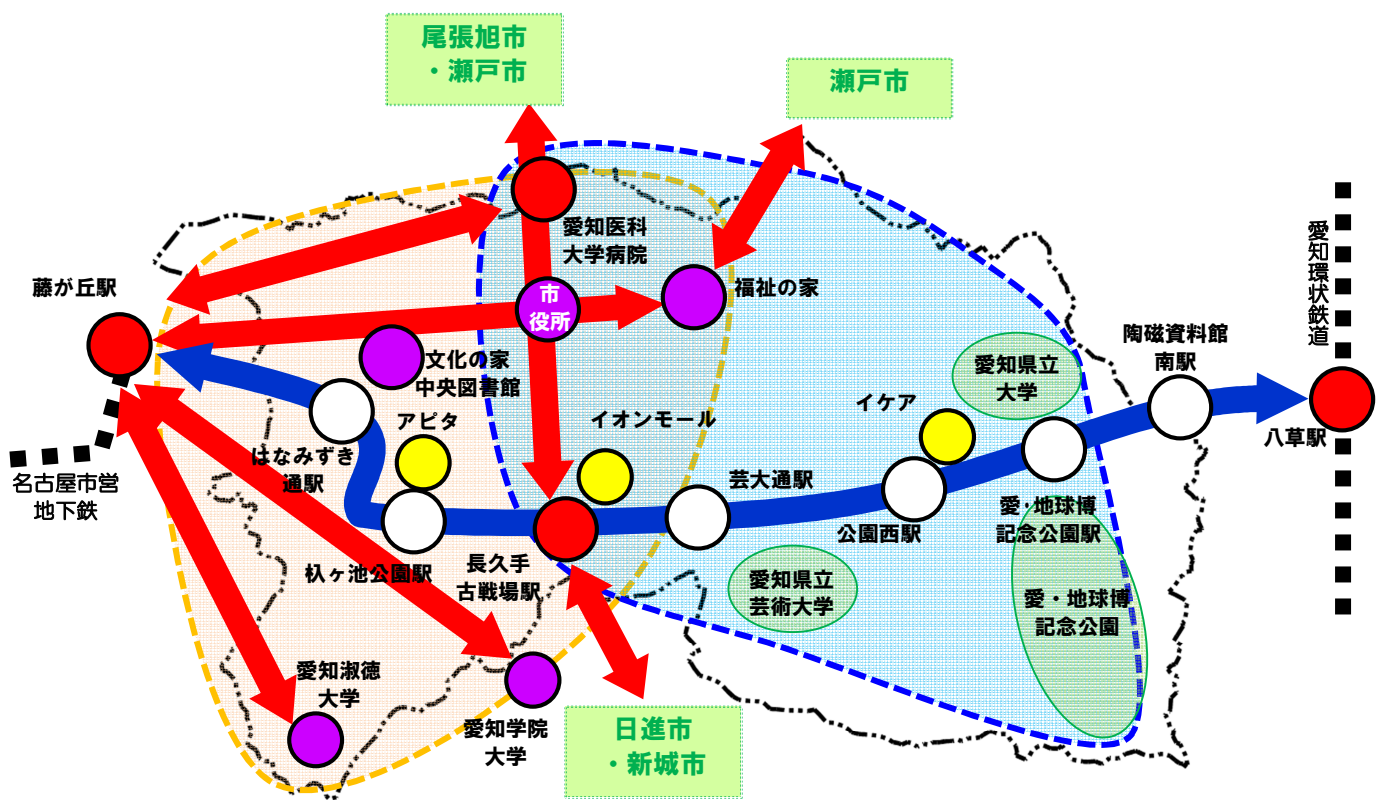 尾張旭市
・瀬戸市
瀬戸市
愛知医科
大学病院
愛知環状鉄道
藤が丘駅
福祉の家
市
役所
陶磁資料館
南駅
文化の家
中央図書館
愛知県立
大学
アピタ
イオンモール
イケア
八草駅
はなみずき
通駅
名古屋市営
地下鉄
芸大通駅
公園西駅
愛・地球博
記念公園駅
杁ヶ池公園駅
長久手
古戦場駅
愛知県立
芸術大学
愛・地球博
記念公園
愛知淑徳
大学
愛知学院
大学
日進市
・新城市